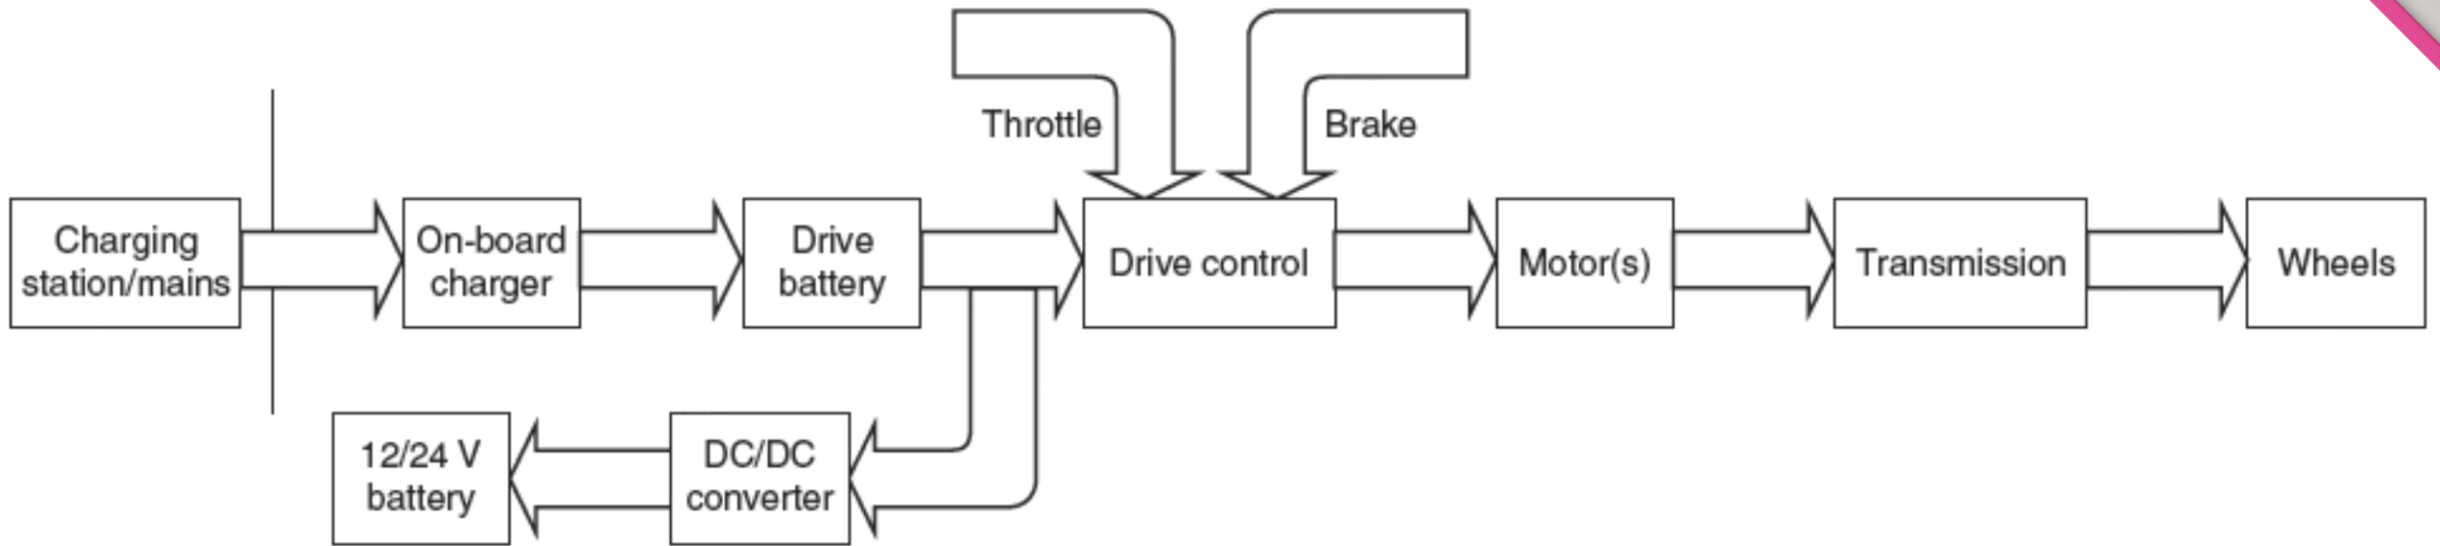 Throttle
Brake
Charging
station/mains
On-board
charger
Drive
battery
Drive control
Motor(s)
Transmission
Wheels
12/24 V
battery
DC/DC
converter